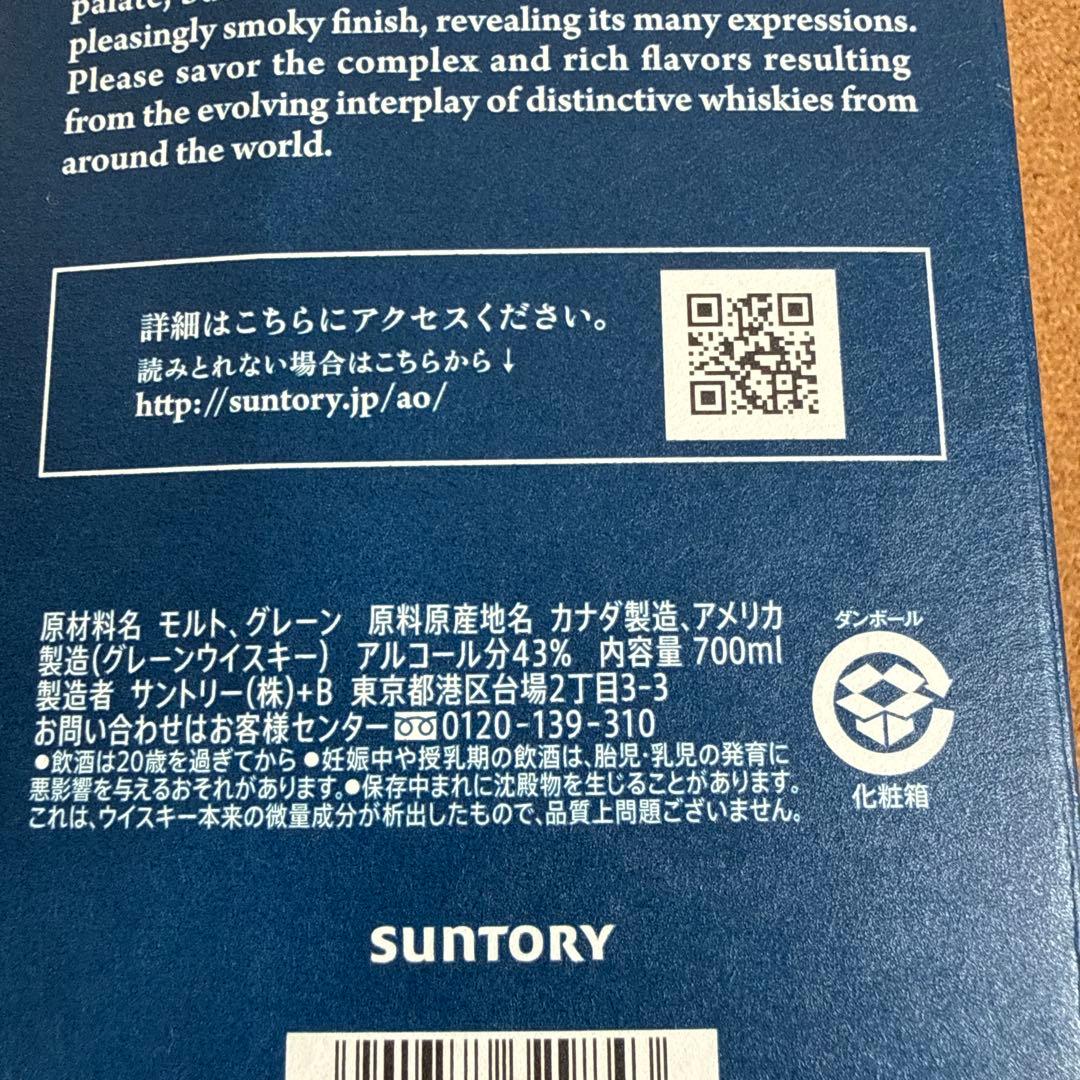 palate,
pleasingly smoky finish, revealing its many expressions.
Please savor the complex and rich flavors resulting
from the evolving interplay of distinctive whiskies from
around the world.
詳細はこちらにアクセスください。
読みとれない場合はこちらから↓
http://suntory.jp/ao/
原材料名 モルト、グレーン 原料原産地名 カナダ製造、アメリカ
製造(グレーンウイスキー) アルコール分43% 内容量 700ml
製造者 サントリー(株)+B 東京都港区台場2丁目3-3
お問い合わせはお客様センター 0120-139-310
●飲酒は20歳を過ぎてから ●妊娠中や授乳期の飲酒は、胎児・乳児の発育に
悪影響を与えるおそれがあります。●保存中まれに沈殿物を生じることがあります。
これは、ウイスキー本来の微量成分が析出したもので、品質上問題ございません。
ダンボール
化粧箱
SUNTORY